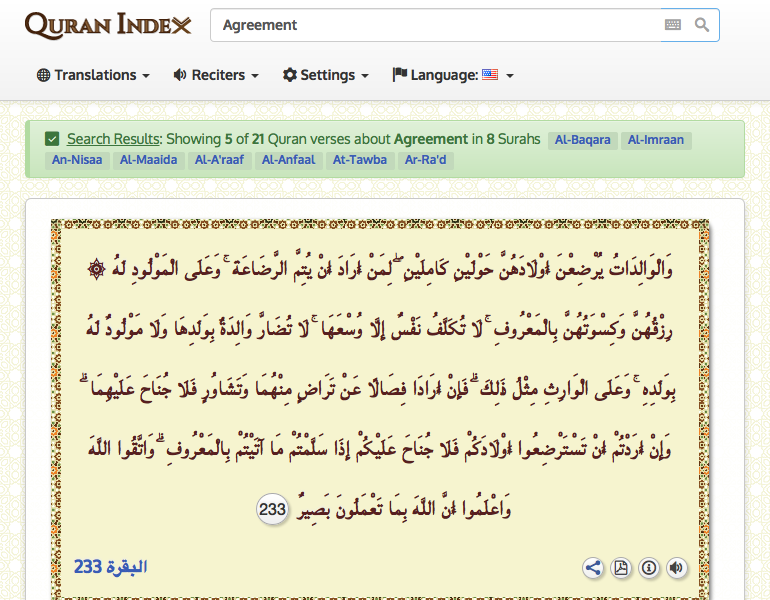 QURAN INDEX
Agreement
Translations Reciters Settings Language:
Search Results: Showing 5 of 21 Quran verses about Agreement in 8 Surahs Al-Baqara Al-Imraan
An-Nisaa Al-Maaida Al-A'raaf Al-Anfaal At-Tawba Ar-Ra'd
وَالْوَالِدَاتُ يُرْضِعْنَ أَوْلَادَهُنَّ حَوْلَيْنِ كَامِلَيْنِ ۖ لِمَنْ أَرَادَ أَنْ يُتِمَّ الرَّضَاعَةَ ۚ وَعَلَى الْمَوْلُودِ لَهُ ۞
رِزْقُهُنَّ وَكِسْوَتُهُنَّ بِالْمَعْرُوفِ ۚ لَا تُكَلَّفُ نَفْسٌ إِلَّا وُسْعَهَا ۚ لَا تُضَارَّ وَالِدَةٌ بِوَلَدِهَا وَلَا مَوْلُودٌ لَهُ
بِوَلَدِهِ ۚ وَعَلَى الْوَارِثِ مِثْلُ ذَلِكَ ۗ فَإِنْ أَرَادَا فِصَالًا عَنْ تَرَاضٍ مِنْهُمَا وَتَشَاوُرٍ فَلَا جُنَاحَ عَلَيْهِمَا ۗ
وَإِنْ أَرَدْتُمْ أَنْ تَسْتَرْضِعُوا أَوْلَادَكُمْ فَلَا جُنَاحَ عَلَيْكُمْ إِذَا سَلَّمْتُمْ مَا آتَيْتُمْ بِالْمَعْرُوفِ ۗ وَاتَّقُوا اللَّهَ
وَاعْلَمُوا أَنَّ اللَّهَ بِمَا تَعْمَلُونَ بَصِيرٌ 233
البقرة 233